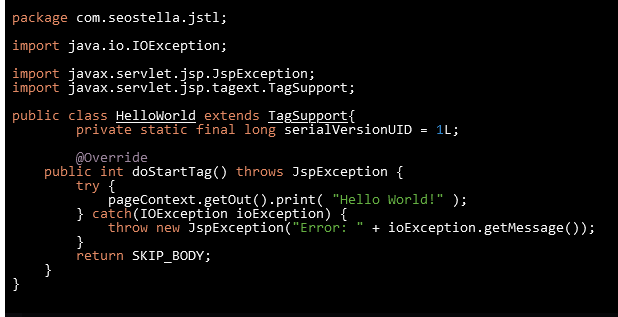 package com.seostella.jstl;
import java.io.IOException;
import javax.servlet.jsp.JspException;
import javax.servlet.jsp.tagext.TagSupport;
public class HelloWorld extends TagSupport{
private static final long serialVersionUID = 1L;
@Override
public int doStartTag() throws JspException {
try {
pageContext.getOut().print( "Hello World!" );
} catch(IOException ioException) {
throw new JspException("Error: " + ioException.getMessage());
}
return SKIP_BODY;
}
}